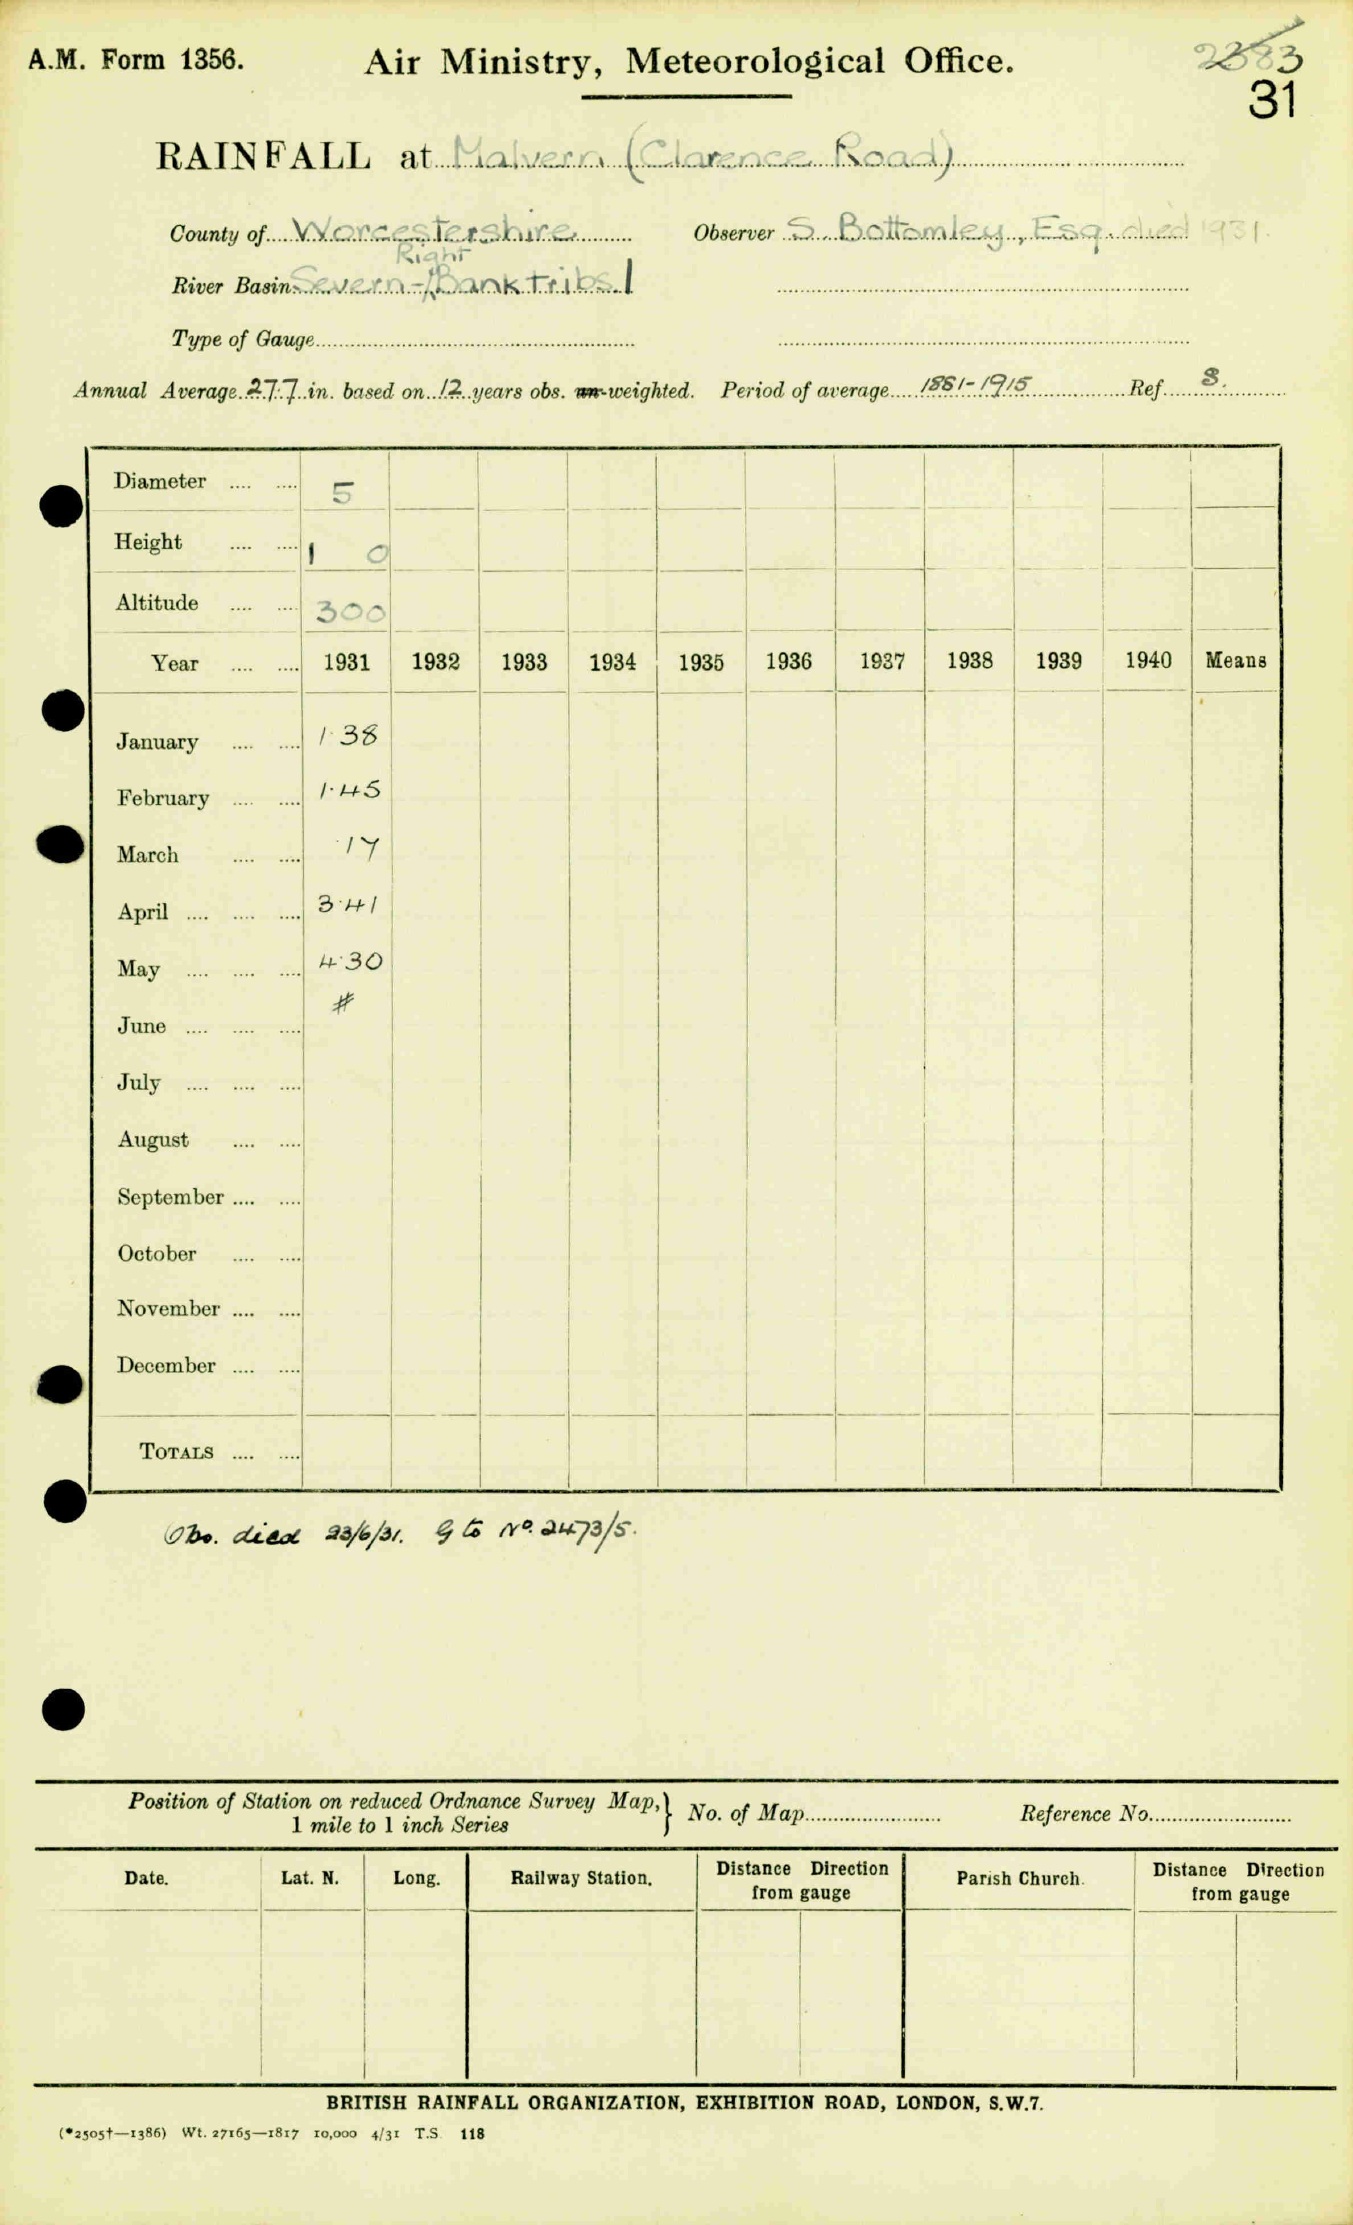 A.M. Form 1356.
Air Ministry, Meteorological Office.
2383
31
RAINFALL at Malvern (Clarence Road)
County of Worcestershire
Observer S. Bottomley, Esq. died 1931.
River Basin Severn - Right Bank tribs 1
Type of Gauge
Annual Average 27.7 in. based on 12 years obs. un-weighted. Period of average 1881-1915 Ref. 8.
Diameter 5
Height 1 0
Altitude 300
Year 1931 1932 1933 1934 1935 1936 1937 1938 1939 1940 Means
January 1.38
February 1.45
March .17
April 3.41
May 4.30
June #
July
August
September
October
November
December
TOTALS
Obs. died 23/6/31. G to No. 2473/5.
Position of Station on reduced Ordnance Survey Map,
1 mile to 1 inch Series
No. of Map
Reference No.
Date. Lat. N. Long. Railway Station. Distance Direction from gauge Parish Church. Distance Direction from gauge
BRITISH RAINFALL ORGANIZATION, EXHIBITION ROAD, LONDON, S.W.7.
(*2505†—1386) Wt. 27165—1817 10,000 4/31 T.S. 118